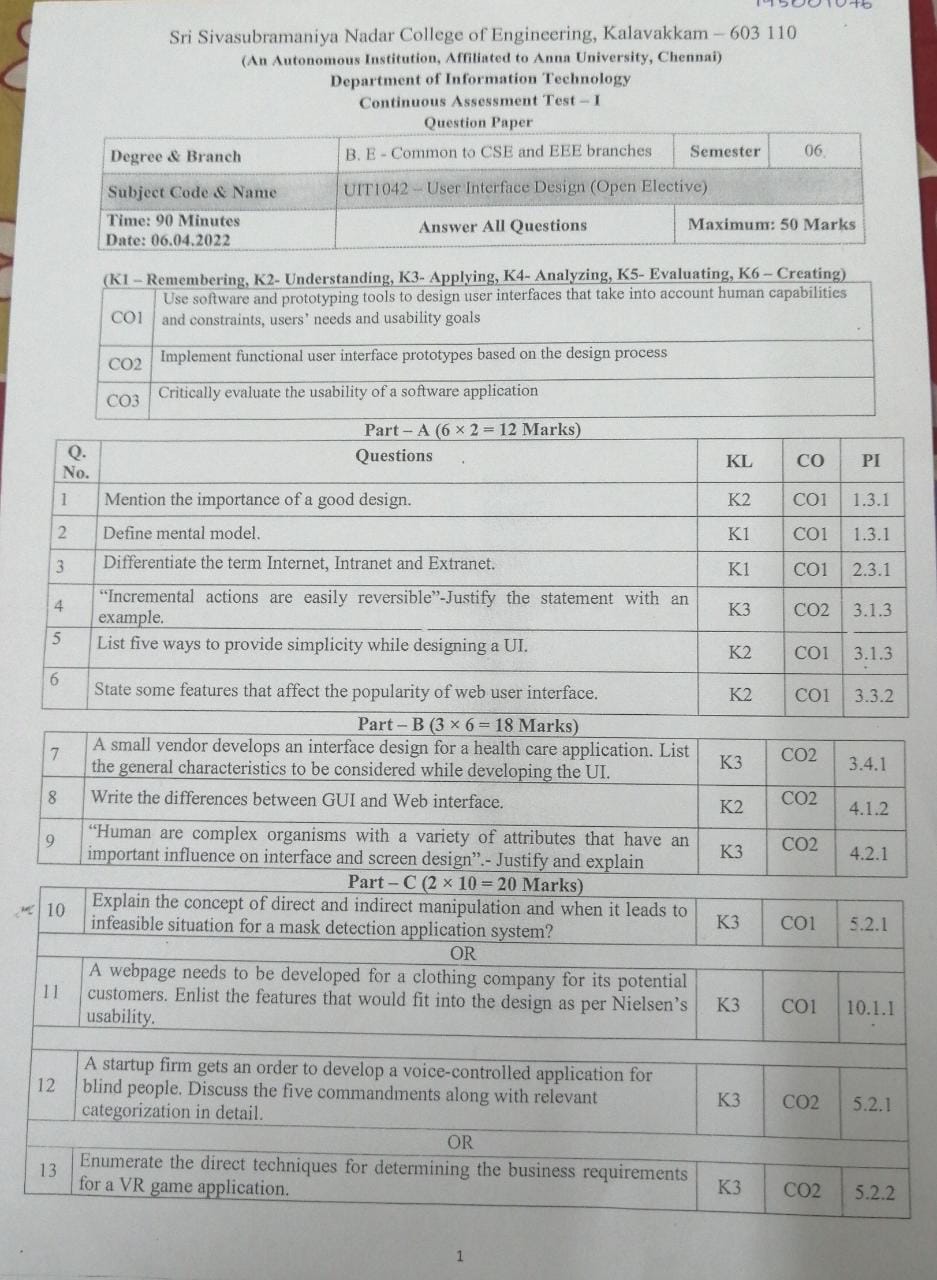 Sri Sivasubramaniya Nadar College of Engineering, Kalavakkam – 603 110
(An Autonomous Institution, Affiliated to Anna University, Chennai)
Department of Information Technology
Continuous Assessment Test – I
Question Paper
Degree & Branch B. E - Common to CSE and EEE branches Semester 06
Subject Code & Name UIT1042 – User Interface Design (Open Elective)
Time: 90 Minutes
Date: 06.04.2022
Answer All Questions
Maximum: 50 Marks
(K1 – Remembering, K2- Understanding, K3- Applying, K4- Analyzing, K5- Evaluating, K6 – Creating)
CO1 Use software and prototyping tools to design user interfaces that take into account human capabilities
and constraints, users' needs and usability goals
CO2 Implement functional user interface prototypes based on the design process
CO3 Critically evaluate the usability of a software application
Part – A (6 × 2 = 12 Marks)
Q. No. Questions KL CO PI
1 Mention the importance of a good design. K2 CO1 1.3.1
2 Define mental model. K1 CO1 1.3.1
3 Differentiate the term Internet, Intranet and Extranet. K1 CO1 2.3.1
4 "Incremental actions are easily reversible"-Justify the statement with an
example. K3 CO2 3.1.3
5 List five ways to provide simplicity while designing a UI. K2 CO1 3.1.3
6 State some features that affect the popularity of web user interface. K2 CO1 3.3.2
Part – B (3 × 6 = 18 Marks)
7 A small vendor develops an interface design for a health care application. List
the general characteristics to be considered while developing the UI. K3 CO2 3.4.1
8 Write the differences between GUI and Web interface. K2 CO2 4.1.2
9 "Human are complex organisms with a variety of attributes that have an
important influence on interface and screen design".- Justify and explain K3 CO2 4.2.1
Part – C (2 × 10 = 20 Marks)
10 Explain the concept of direct and indirect manipulation and when it leads to
infeasible situation for a mask detection application system? K3 CO1 5.2.1
OR
11 A webpage needs to be developed for a clothing company for its potential
customers. Enlist the features that would fit into the design as per Nielsen's
usability. K3 CO1 10.1.1
12 A startup firm gets an order to develop a voice-controlled application for
blind people. Discuss the five commandments along with relevant
categorization in detail. K3 CO2 5.2.1
OR
13 Enumerate the direct techniques for determining the business requirements
for a VR game application. K3 CO2 5.2.2
1